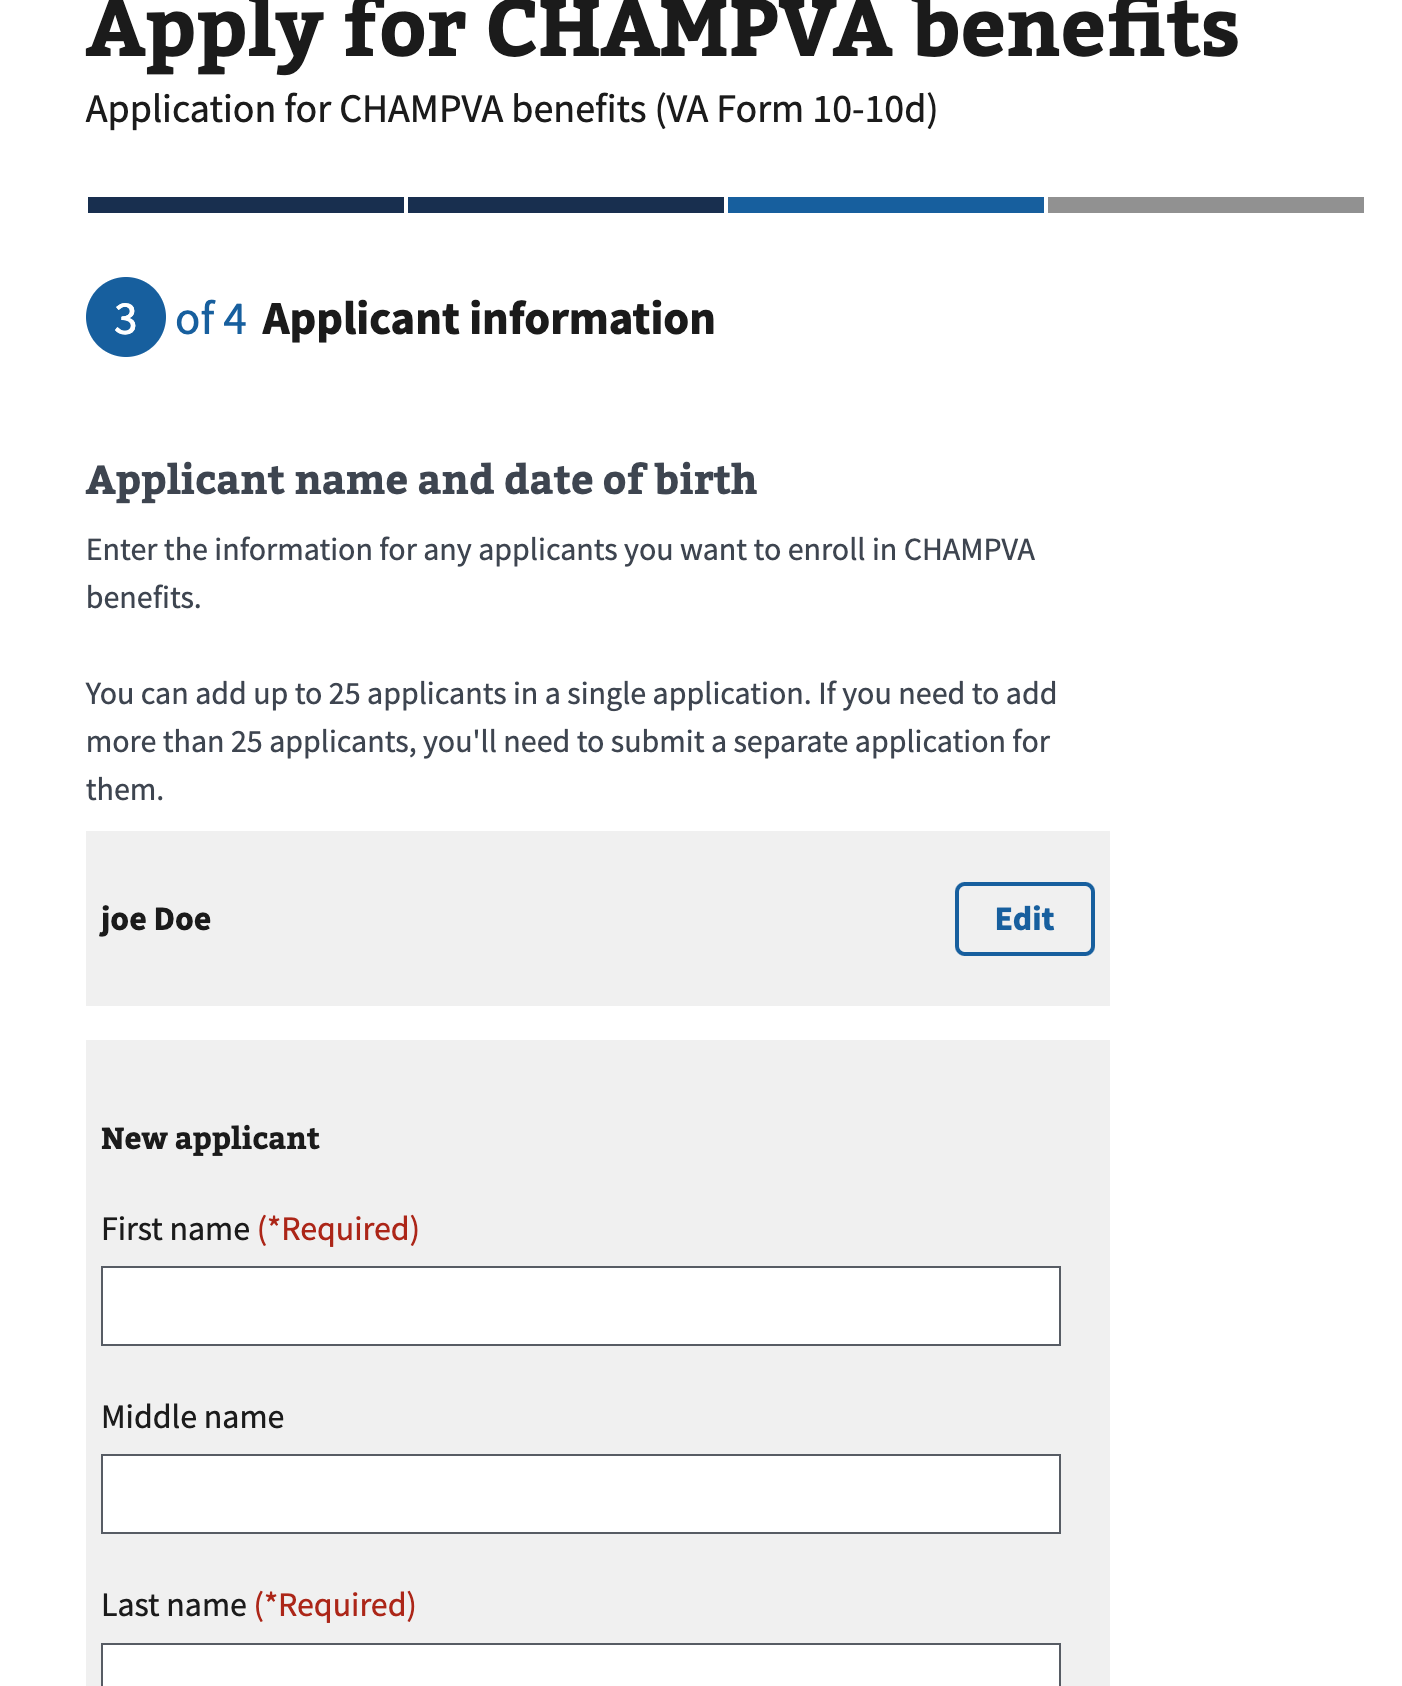 Apply for CHAMPVA benefits
Application for CHAMPVA benefits (VA Form 10-10d)
3 of 4 Applicant information
Applicant name and date of birth
Enter the information for any applicants you want to enroll in CHAMPVA
benefits.
You can add up to 25 applicants in a single application. If you need to add
more than 25 applicants, you'll need to submit a separate application for
them.
joe Doe
Edit
New applicant
First name (*Required)
Middle name
Last name (*Required)